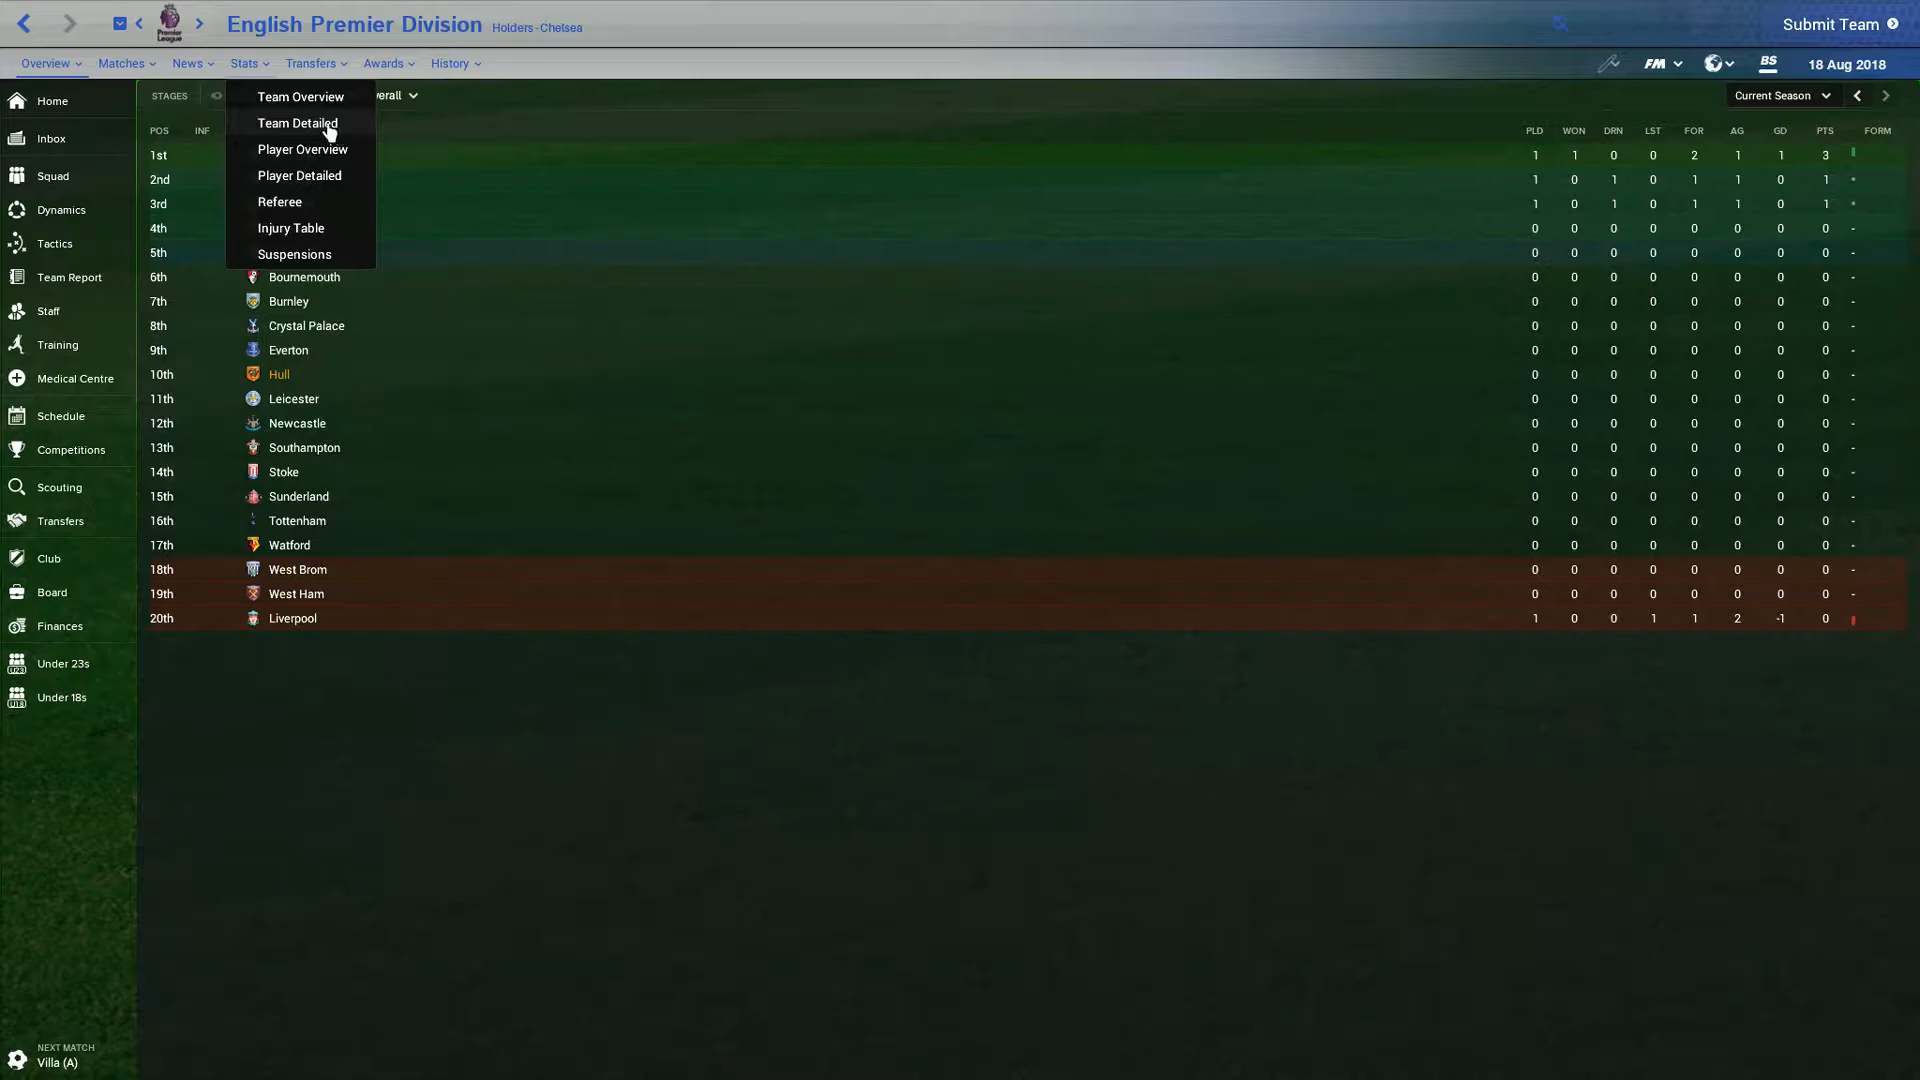 English Premier Division Holders - Chelsea
Premier League
Submit Team
Overview Matches News Stats Transfers Awards History
FM BS 18 Aug 2018
Home
Inbox
Squad
Dynamics
Tactics
Team Report
Staff
Training
Medical Centre
Schedule
Competitions
Scouting
Transfers
Club
Board
Finances
U23 Under 23s
U18 Under 18s
NEXT MATCH
Villa (A)
STAGES erall Current Season
Team Overview
Team Detailed
Player Overview
Player Detailed
Referee
Injury Table
Suspensions
POS INF PLD WON DRN LST FOR AG GD PTS FORM
1st 1 1 0 0 2 1 1 3
2nd 1 0 1 0 1 1 0 1
3rd 1 0 1 0 1 1 0 1
4th 0 0 0 0 0 0 0 0 -
5th 0 0 0 0 0 0 0 0 -
6th Bournemouth 0 0 0 0 0 0 0 0 -
7th Burnley 0 0 0 0 0 0 0 0 -
8th Crystal Palace 0 0 0 0 0 0 0 0 -
9th Everton 0 0 0 0 0 0 0 0 -
10th Hull 0 0 0 0 0 0 0 0 -
11th Leicester 0 0 0 0 0 0 0 0 -
12th Newcastle 0 0 0 0 0 0 0 0 -
13th Southampton 0 0 0 0 0 0 0 0 -
14th Stoke 0 0 0 0 0 0 0 0 -
15th Sunderland 0 0 0 0 0 0 0 0 -
16th Tottenham 0 0 0 0 0 0 0 0 -
17th Watford 0 0 0 0 0 0 0 0 -
18th West Brom 0 0 0 0 0 0 0 0 -
19th West Ham 0 0 0 0 0 0 0 0 -
20th Liverpool 1 0 0 1 1 2 -1 0